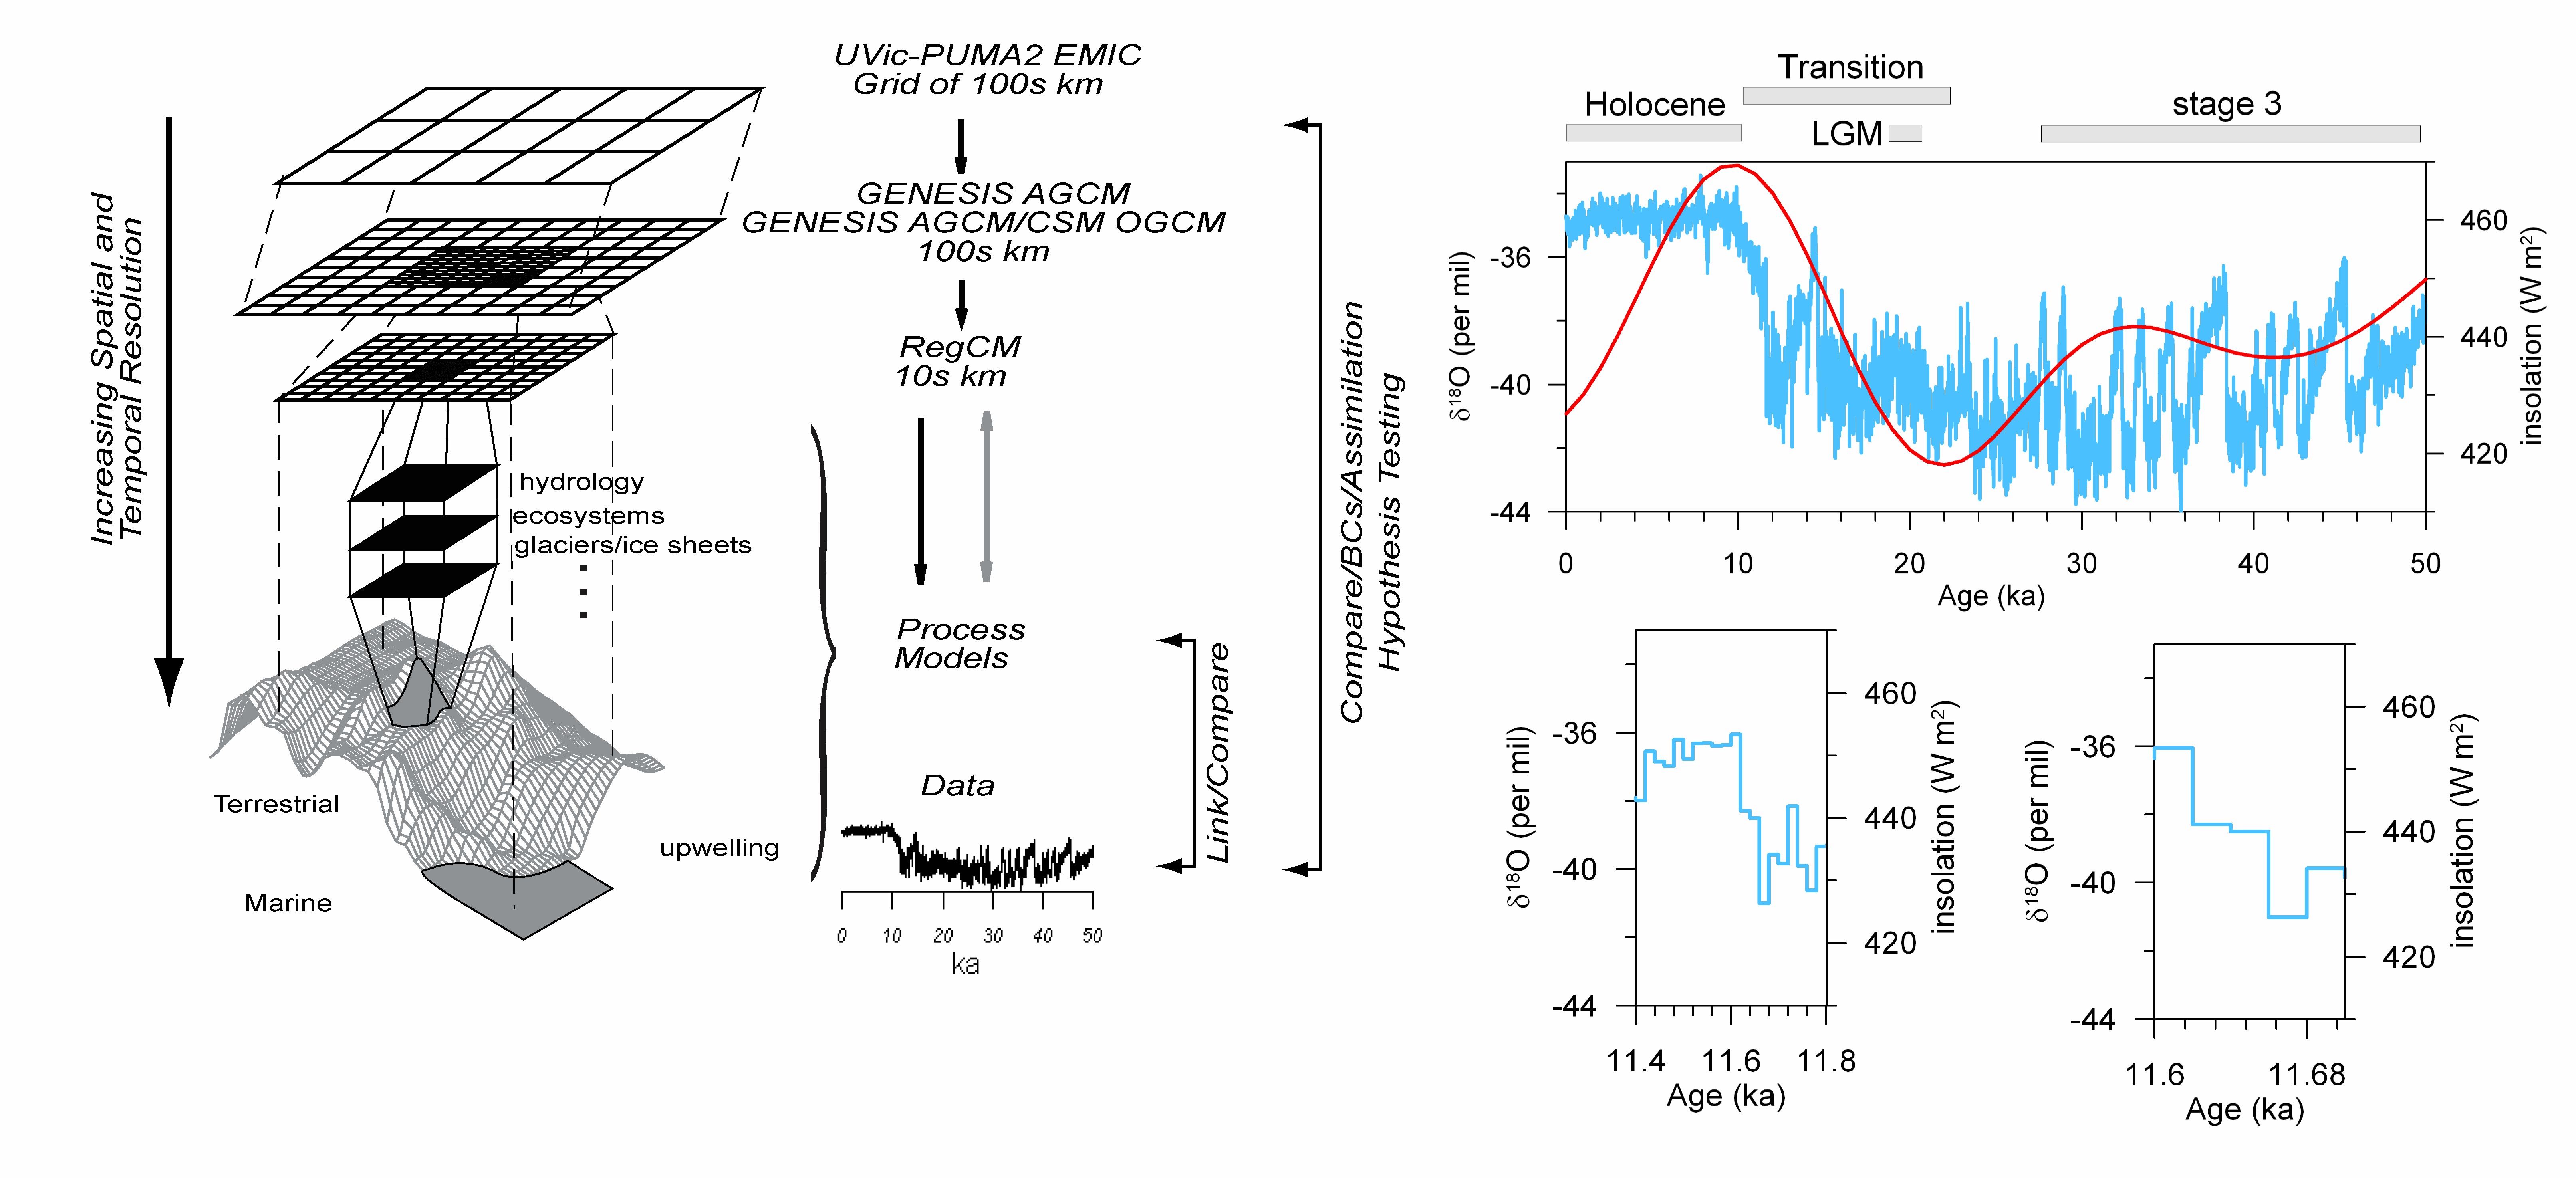 Increasing Spatial and
Temporal Resolution
UVic-PUMA2 EMIC
Grid of 100s km
GENESIS AGCM
GENESIS AGCM/CSM OGCM
100s km
RegCM
10s km
hydrology
ecosystems
glaciers/ice sheets
Process
Models
Data
Terrestrial
upwelling
Marine
0 10 20 30 40 50
ka
Link/Compare
Compare/BCs/Assimilation
Hypothesis Testing
Transition
Holocene
LGM
stage 3
δ¹⁸O (per mil)
-36
-40
-44
460
440
420
insolation (W m²)
0 10 20 30 40 50
Age (ka)
δ¹⁸O (per mil)
-36
-40
-44
460
440
420
insolation (W m²)
11.4 11.6 11.8
Age (ka)
δ¹⁸O (per mil)
-36
-40
-44
460
440
420
insolation (W m²)
11.6 11.68
Age (ka)